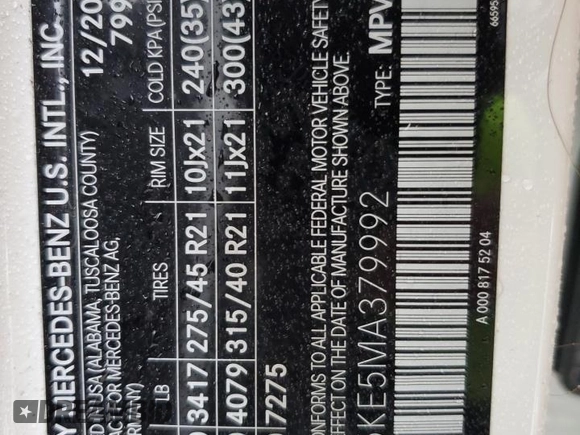 Y MERCEDES-BENZ U.S. INTL., INC.
12/20
D IN USA (ALABAMA, TUSCALOOSA COUNTY)
799
FOR MERCEDES-BENZ AG,
RMANY)
LB TIRES RIM SIZE COLD KPA(PSI
3417 275/45 R21 10Jx21 240(35)
4079 315/40 R21 11Jx21 300(43
7275
ORMS TO ALL APPLICABLE FEDERAL MOTOR VEHICLE SAFETY
EFFECT ON THE DATE OF MANUFACTURE SHOWN ABOVE.
KE5MA379992 TYPE: MPV
A 000 817 52 04
66595